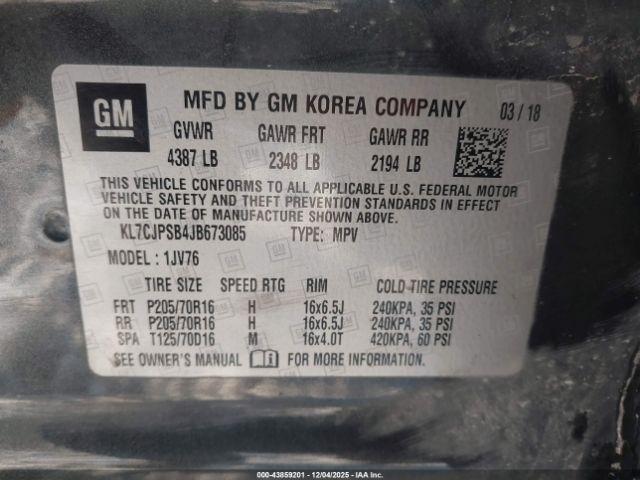 GM
MFD BY GM KOREA COMPANY 03 / 18
GVWR GAWR FRT GAWR RR
4387 LB 2348 LB 2194 LB
THIS VEHICLE CONFORMS TO ALL APPLICABLE U.S. FEDERAL MOTOR
VEHICLE SAFETY AND THEFT PREVENTION STANDARDS IN EFFECT
ON THE DATE OF MANUFACTURE SHOWN ABOVE.
KL7CJPSB4JB673085 TYPE: MPV
MODEL : 1JV76
TIRE SIZE SPEED RTG RIM COLD TIRE PRESSURE
FRT P205/70R16 H 16x6.5J 240KPA, 35 PSI
RR P205/70R16 H 16x6.5J 240KPA, 35 PSI
SPA T125/70D16 M 16x4.0T 420KPA, 60 PSI
SEE OWNER'S MANUAL FOR MORE INFORMATION.
000-43859201 - 12/04/2025 - IAA Inc.